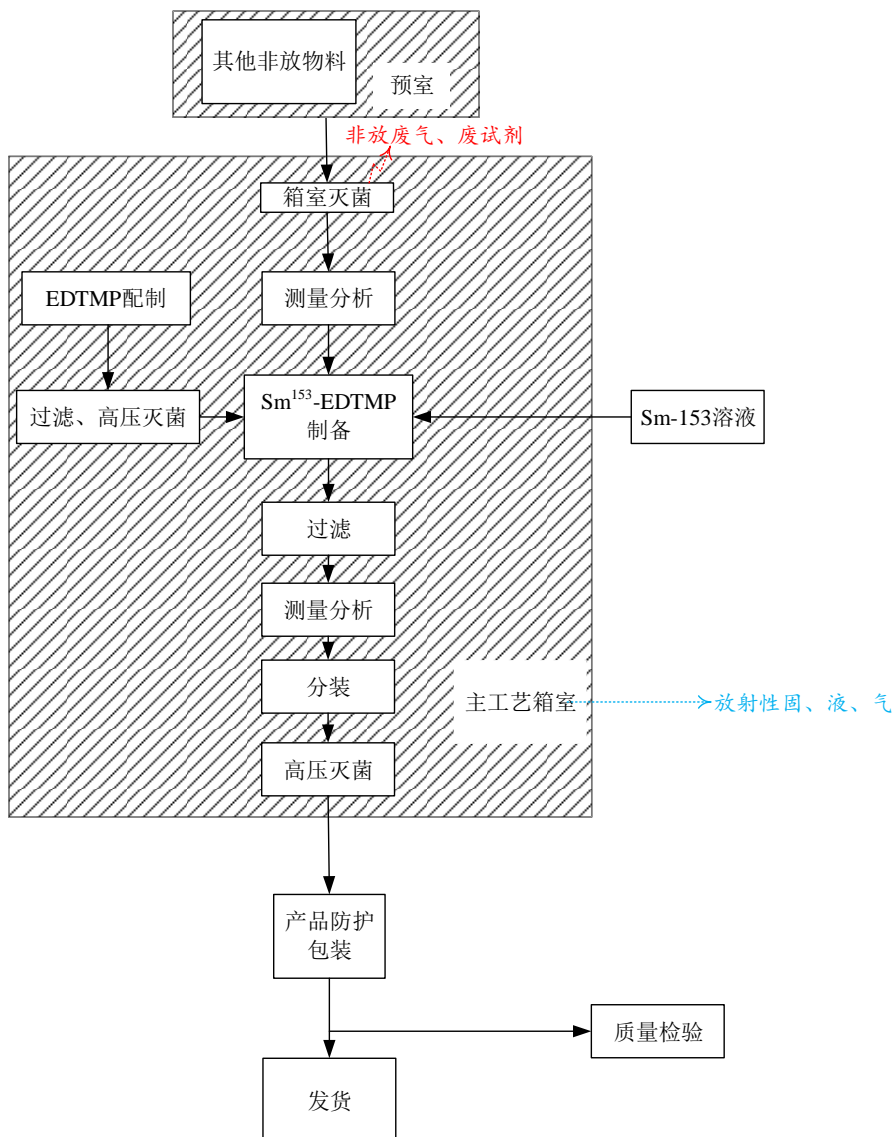 其他非放物料
预室
非放废气、废试剂
箱室灭菌
EDTMP配制
测量分析
过滤、高压灭菌
Sm¹⁵³-EDTMP
制备
Sm-153溶液
过滤
测量分析
分装
主工艺箱室
放射性固、液、气
高压灭菌
产品防护
包装
质量检验
发货